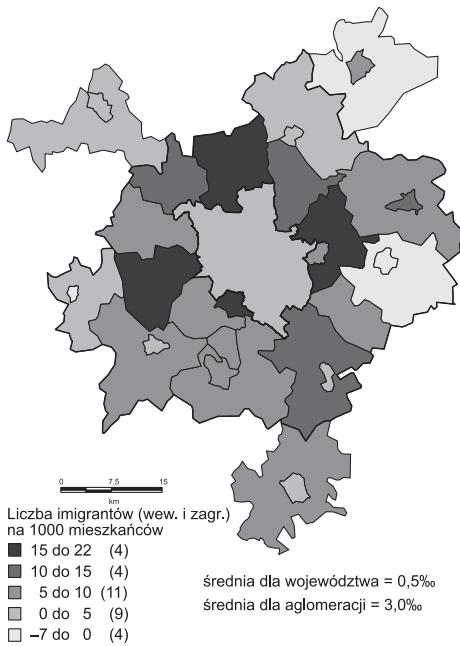 0 7,5 15
km
Liczba imigrantów (wew. i zagr.)
na 1000 mieszkańców
15 do 22 (4)
10 do 15 (4)
5 do 10 (11)
0 do 5 (9)
–7 do 0 (4)
średnia dla województwa = 0,5‰
średnia dla aglomeracji = 3,0‰